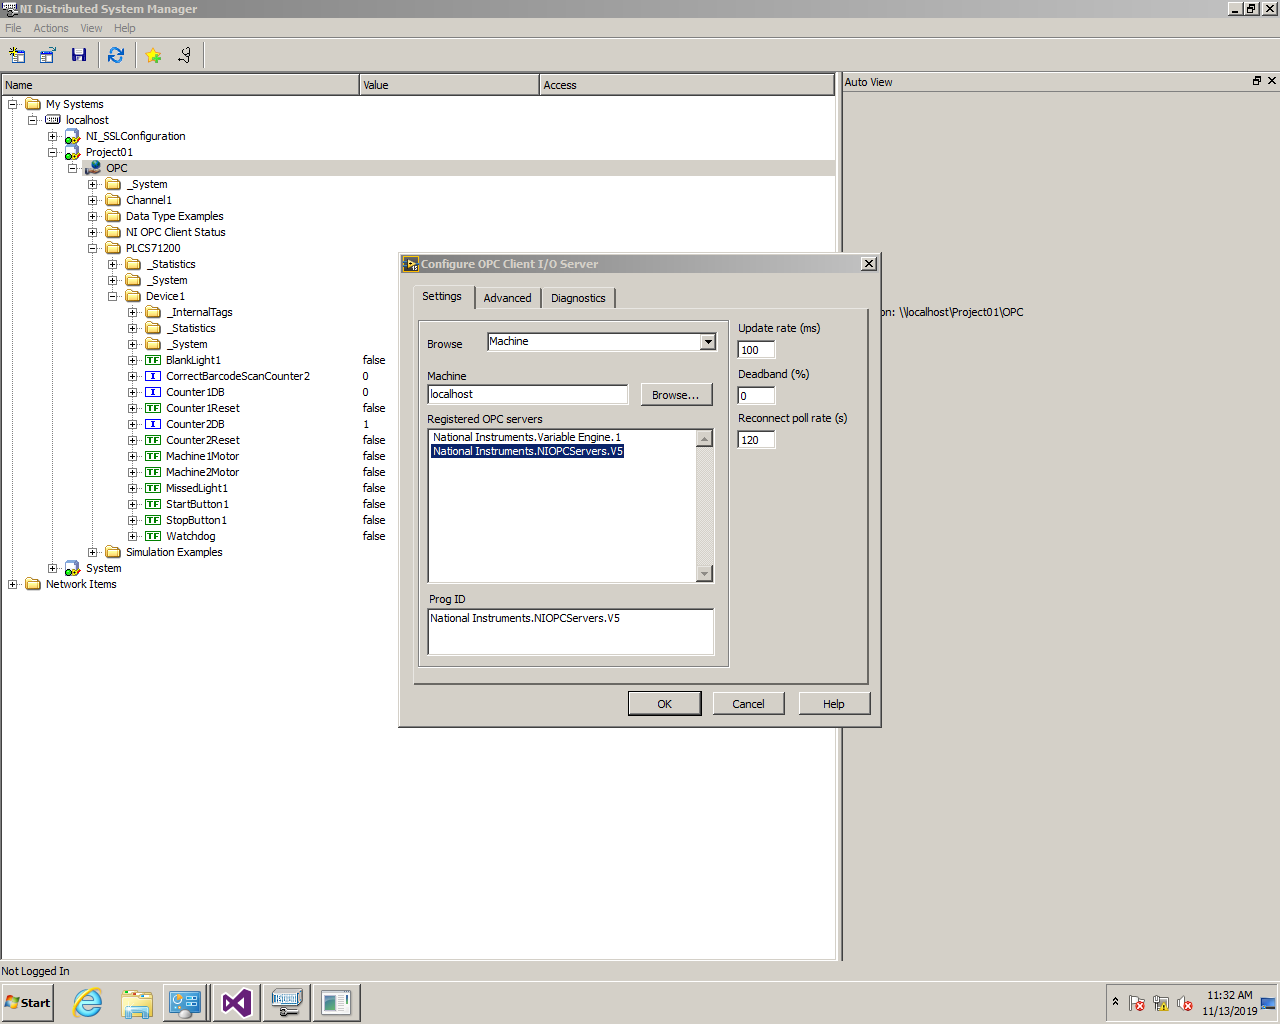 NI Distributed System Manager
File Actions View Help
Name Value Access
Auto View
My Systems
localhost
NI_SSLConfiguration
Project01
OPC
_System
Channel1
Data Type Examples
NI OPC Client Status
PLCS71200
_Statistics
_System
Device1
_InternalTags
_Statistics
_System
TF BlankLight1 false
I CorrectBarcodeScanCounter2 0
I Counter1DB 0
TF Counter1Reset false
I Counter2DB 1
TF Counter2Reset false
TF Machine1Motor false
TF Machine2Motor false
TF MissedLight1 false
TF StartButton1 false
TF StopButton1 false
TF Watchdog false
Simulation Examples
System
Network Items
Configure OPC Client I/O Server
Settings Advanced Diagnostics
Browse Machine
Machine
localhost Browse...
Registered OPC servers
National Instruments.Variable Engine.1
National Instruments.NIOPCServers.V5
Prog ID
National Instruments.NIOPCServers.V5
Update rate (ms)
100
Deadband (%)
0
Reconnect poll rate (s)
120
OK Cancel Help
on: \\localhost\Project01\OPC
Not Logged In
Start
11:32 AM
11/13/2019